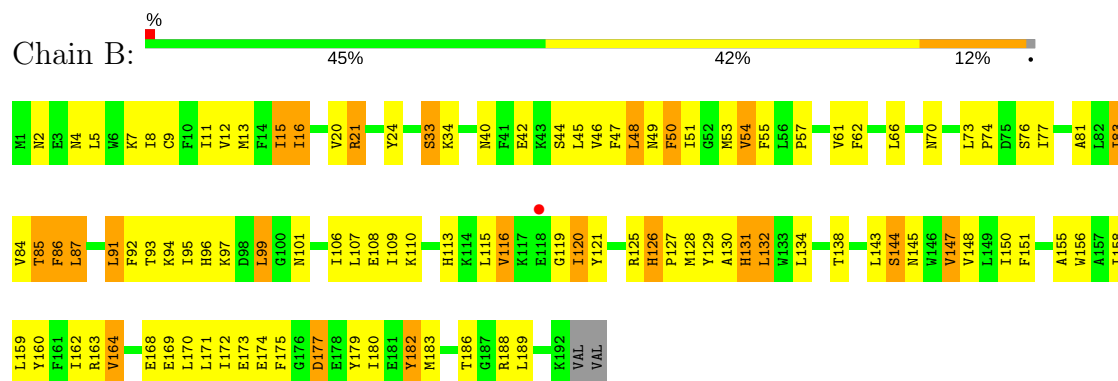 %
Chain B:
45% 42% 12% •
M1 N2 E3 N4 L5 W6 K7 I8 C9 F10 I11 V12 M13 F14 I15 I16 V20 R21 Y24 S33 K34 N40 F41 E42 K43 S44 L45 V46 F47 L48 N49 F50 I51 G52 M53 V54 F55 L56 P57 V61 F62 L66 N70 L73 P74 D75 S76 I77 A81 L82 I83
V84 T85 F86 L87 L91 F92 T93 K94 I95 H96 K97 D98 L99 G100 N101 I106 L107 E108 I109 K110 H113 K114 L115 V116 K117 E118 G119 I120 Y121 R125 H126 P127 M128 Y129 A130 H131 L132 W133 L134 T138 L143 S144 N145 W146 V147 V148 L149 I150 F151 A155 W156 A157 I158
L159 Y160 F161 I162 R163 V164 E168 E169 L170 L171 I172 E173 E174 F175 G176 D177 E178 Y179 I180 E181 Y182 M183 T186 G187 R188 L189 K192 VAL VAL